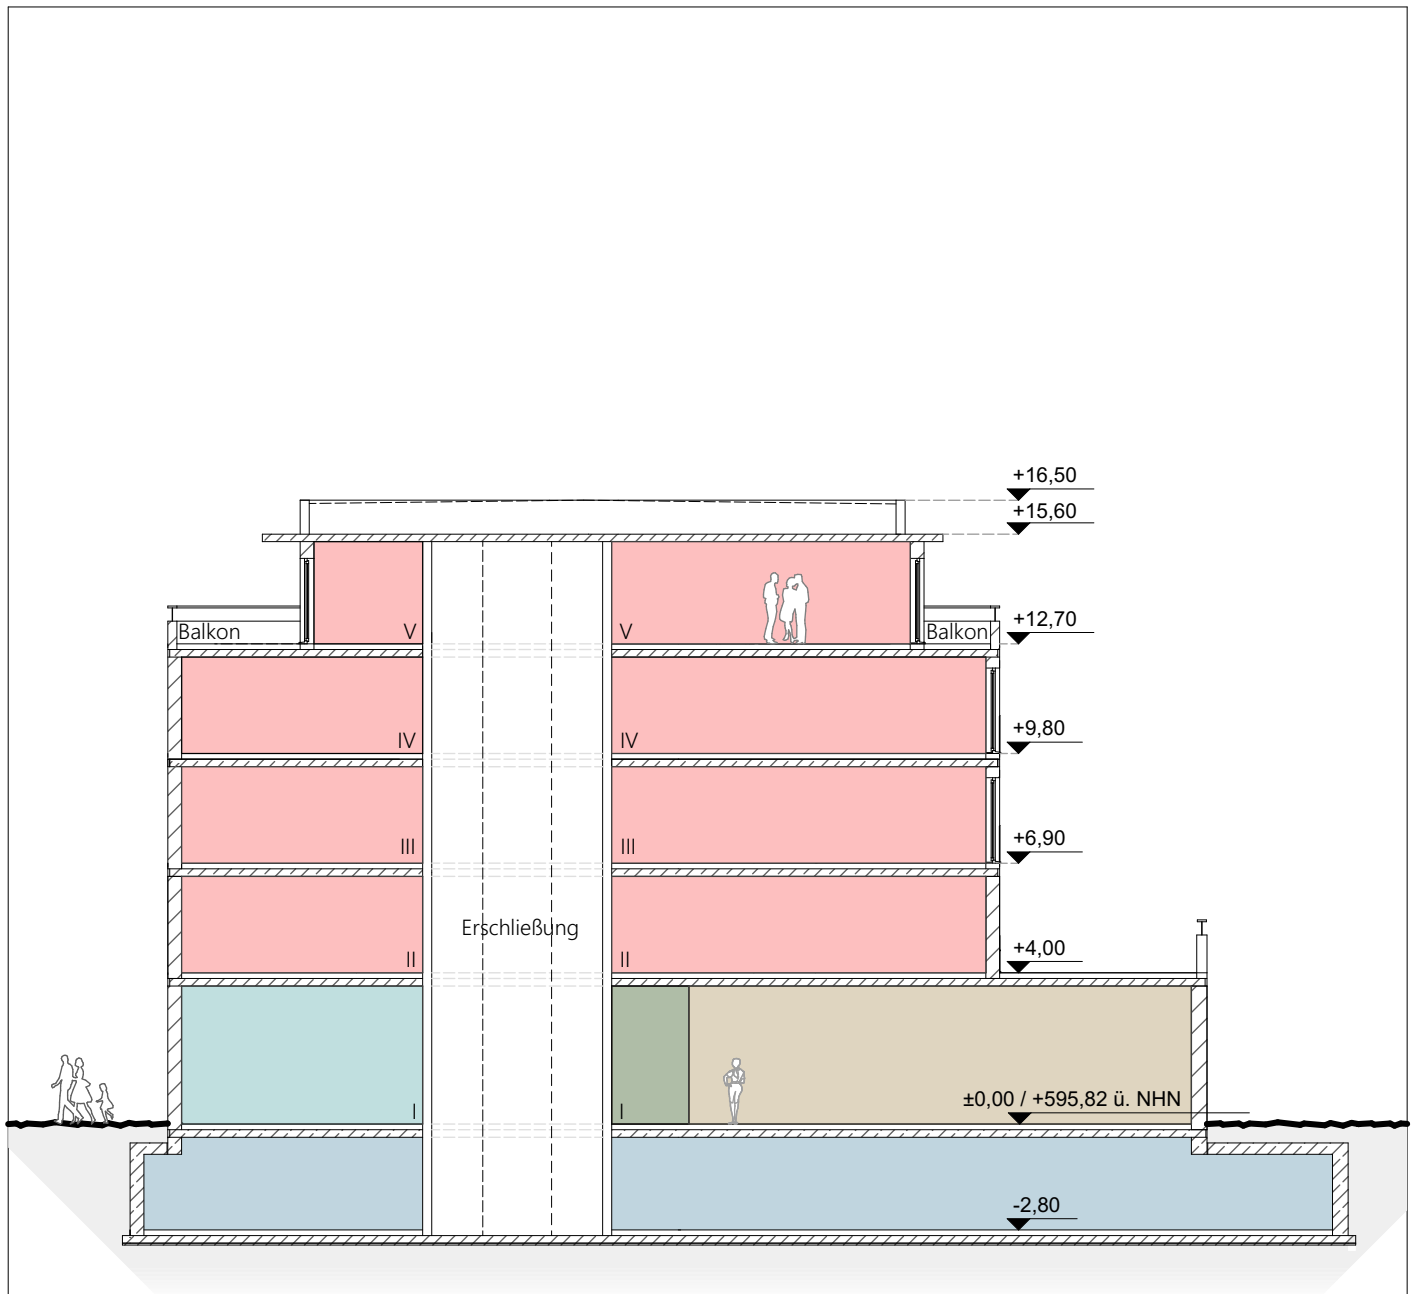 +16,50
+15,60
Balkon
V
V
Balkon
+12,70
IV
IV
+9,80
III
III
+6,90
Erschließung
II
II
+4,00
I
I
±0,00 / +595,82 ü. NHN
-2,80